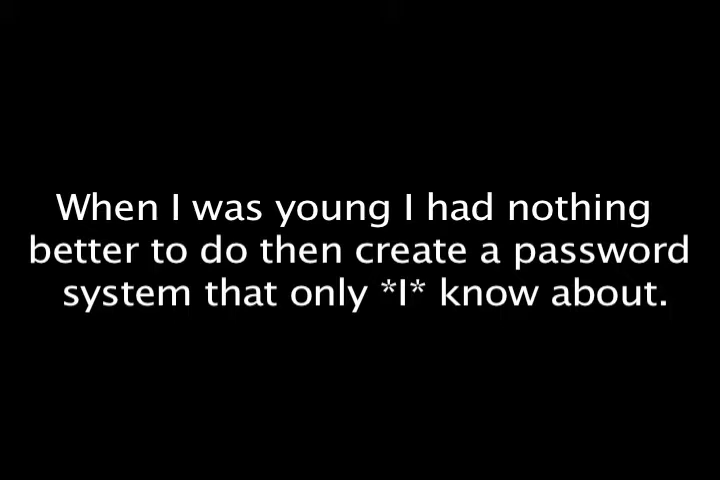 When I was young I had nothing
better to do then create a password
system that only *I* know about.